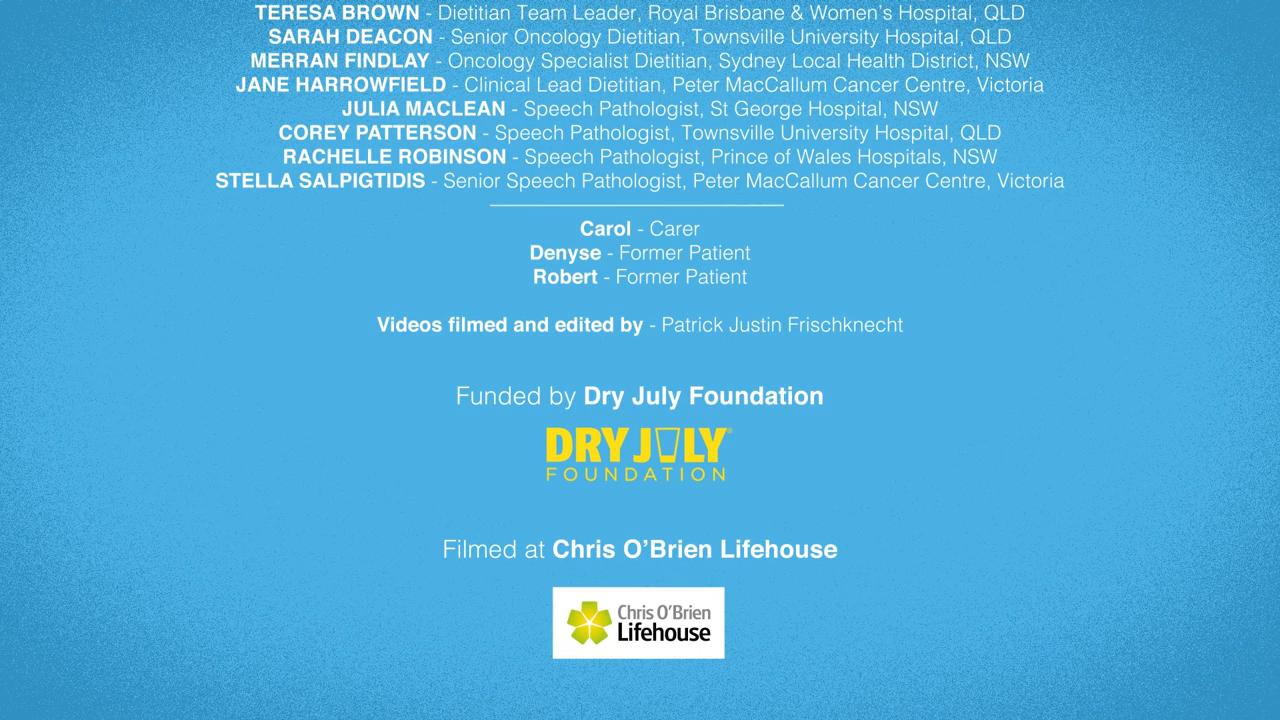 TERESA BROWN - Dietitian Team Leader, Royal Brisbane & Women’s Hospital, QLD
SARAH DEACON - Senior Oncology Dietitian, Townsville University Hospital, QLD
MERRAN FINDLAY - Oncology Specialist Dietitian, Sydney Local Health District, NSW
JANE HARROWFIELD - Clinical Lead Dietitian, Peter MacCallum Cancer Centre, Victoria
JULIA MACLEAN - Speech Pathologist, St George Hospital, NSW
COREY PATTERSON - Speech Pathologist, Townsville University Hospital, QLD
RACHELLE ROBINSON - Speech Pathologist, Prince of Wales Hospitals, NSW
STELLA SALPIGTIDIS - Senior Speech Pathologist, Peter MacCallum Cancer Centre, Victoria
Carol - Carer
Denyse - Former Patient
Robert - Former Patient
Videos filmed and edited by - Patrick Justin Frischknecht
Funded by Dry July Foundation
DRY JULY®
FOUNDATION
Filmed at Chris O’Brien Lifehouse
Chris O’Brien
Lifehouse